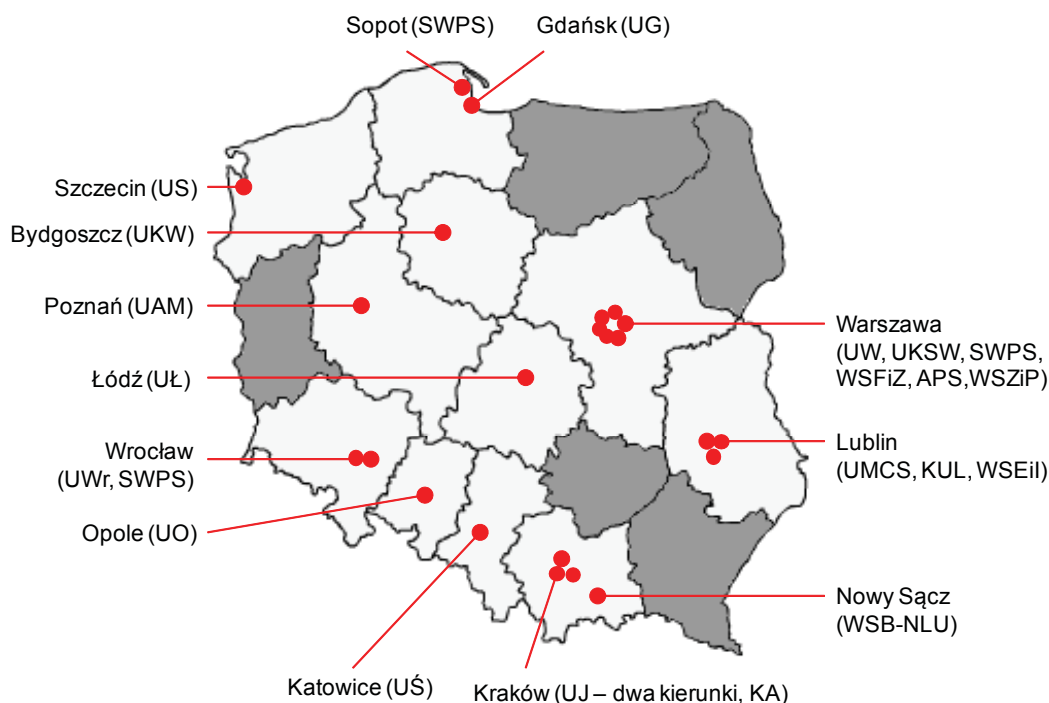 Sopot (SWPS)
Gdańsk (UG)
Szczecin (US)
Bydgoszcz (UKW)
Poznań (UAM)
Łódź (UŁ)
Wrocław
(UWr, SWPS)
Opole (UO)
Katowice (UŚ)
Kraków (UJ – dwa kierunki, KA)
Warszawa
(UW, UKSW, SWPS,
WSFiZ, APS,WSZiP)
Lublin
(UMCS, KUL, WSEiI)
Nowy Sącz
(WSB-NLU)